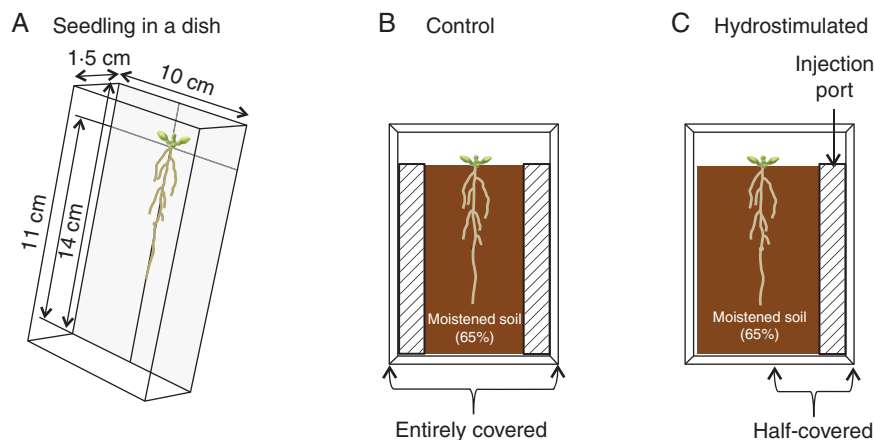 A Seedling in a dish
1·5 cm
10 cm
11 cm
14 cm
B Control
Moistened soil
(65%)
Entirely covered
C Hydrostimulated
Injection
port
Moistened soil
(65%)
Half-covered